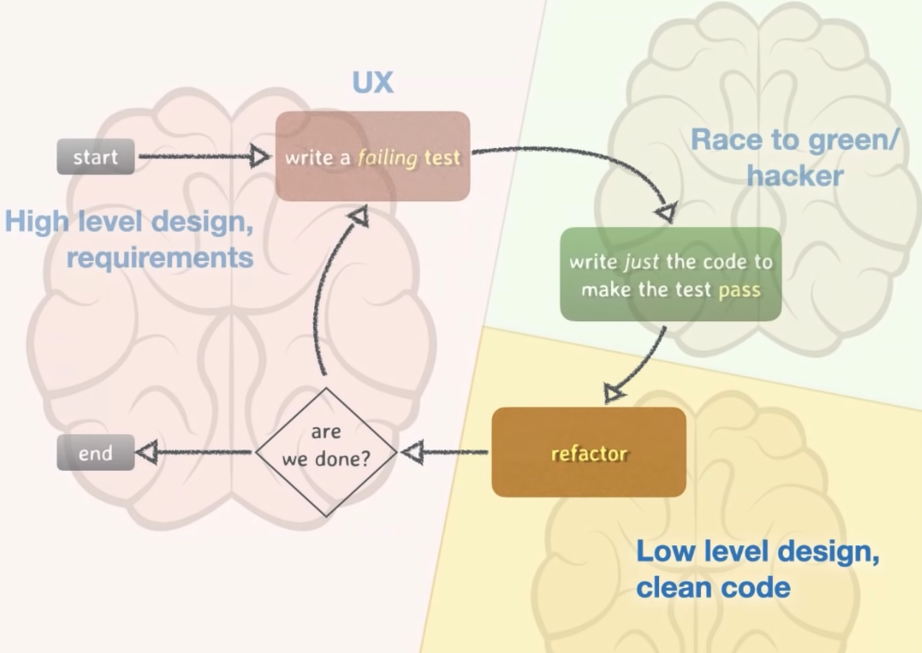 UX
start
write a failing test
High level design,
requirements
Race to green/
hacker
write just the code to
make the test pass
refactor
are
we done?
end
Low level design,
clean code